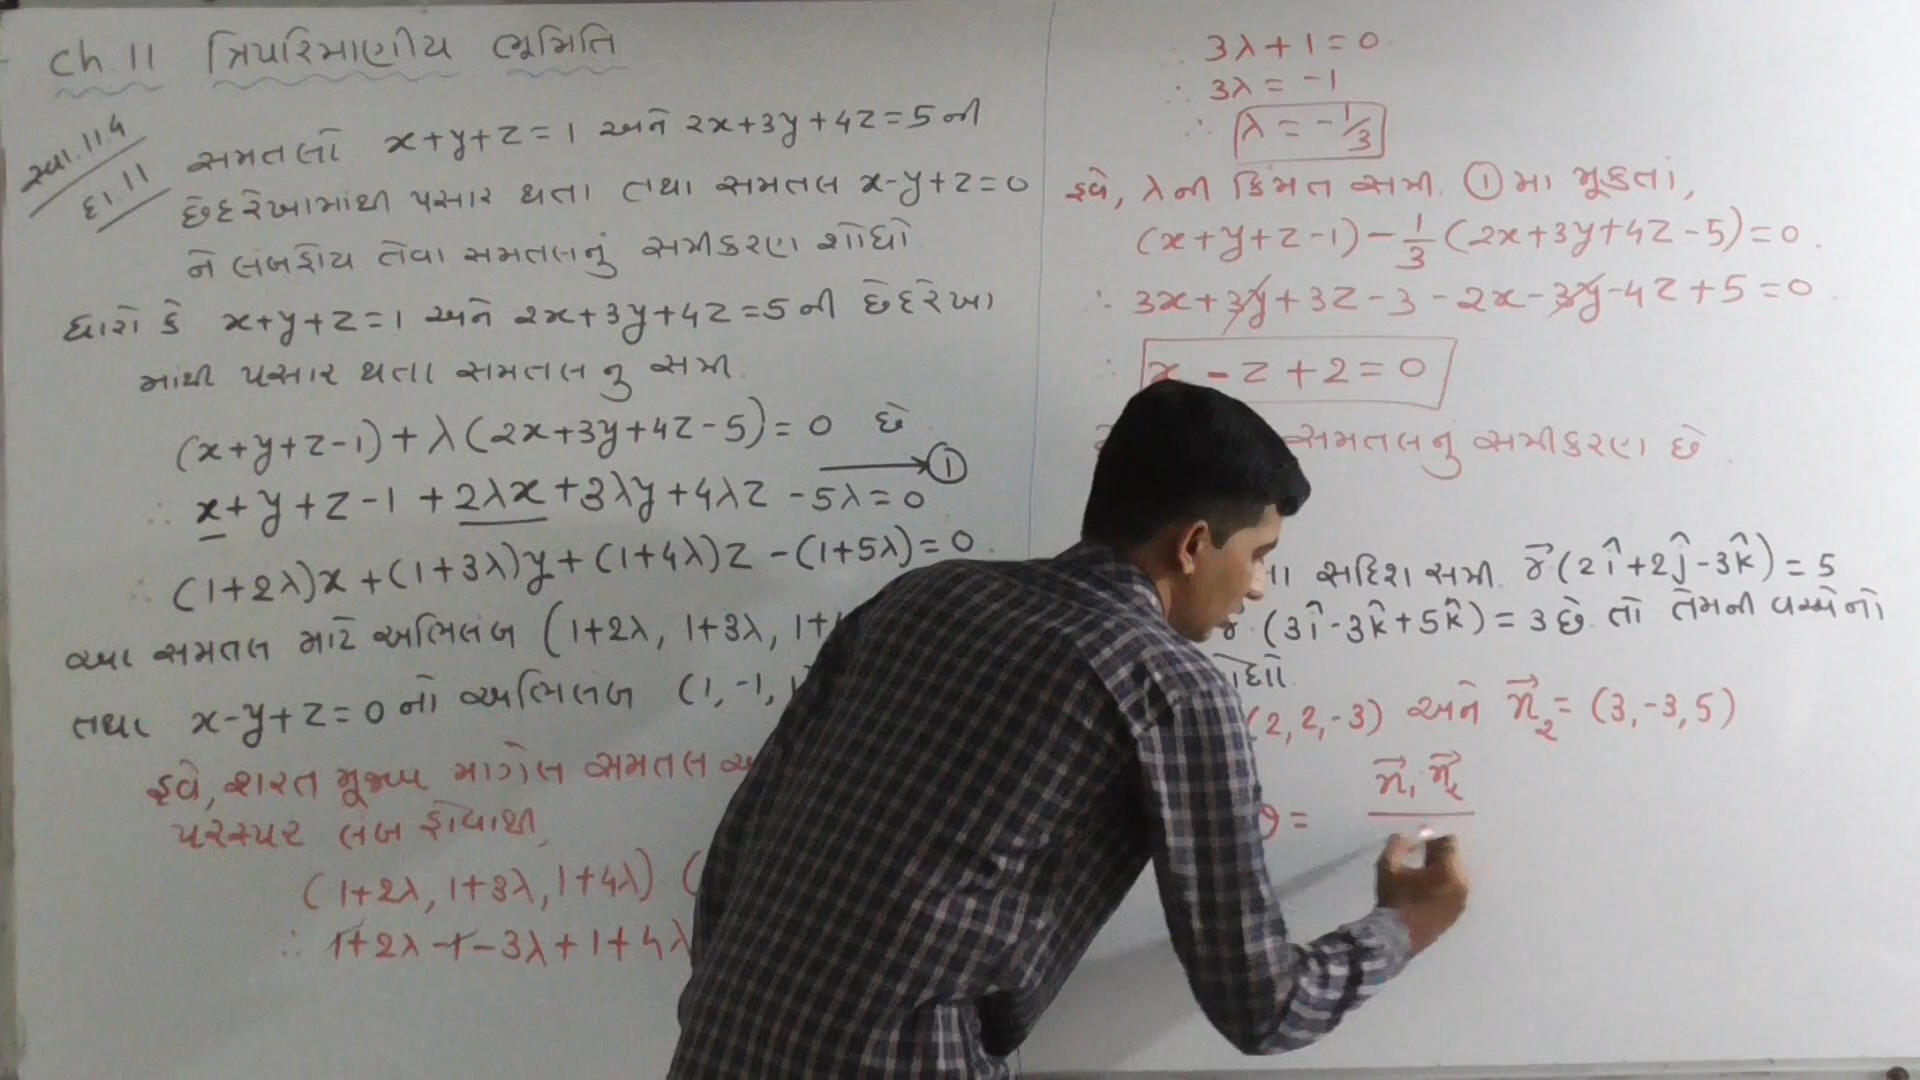 ch. 11 ત્રિપરિમાણીય ભૂમિતિ
સ્વા. 11.4
દા. 11
સમતલો x+y+z=1 અને 2x+3y+4z=5 ની
છેદરેખામાંથી પસાર થતા તથા સમતલ x-y+z=0
ને લંબહોય તેવા સમતલનું સમીકરણ શોધો
ધારો કે x+y+z=1 અને 2x+3y+4z=5 ની છેદરેખા
માંથી પસાર થતા સમતલ નુ સમી.
(x+y+z-1)+λ(2x+3y+4z-5)=0 છે
→ ①
∴ x+y+z-1+2λx+3λy+4λz-5λ=0
∴ (1+2λ)x+(1+3λ)y+(1+4λ)z-(1+5λ)=0
આ સમતલ માટે અભિલંબ (1+2λ, 1+3λ, 1+
તથા x-y+z=0 નો અભિલંબ (1,-1,
હવે, શરત મુજબ માગેલ સમતલ
પરસ્પર લંબ હોવાથી,
(1+2λ, 1+3λ, 1+4λ) (
∴ 1+2λ-1-3λ+1+4λ
∴ 3λ+1=0
∴ 3λ=-1
∴ λ=-1/3
હવે, λ ની કિંમત સમી. ① મા મૂકતાં,
(x+y+z-1)-1/3(2x+3y+4z-5)=0.
∴ 3x+3y+3z-3-2x-3y-4z+5=0.
∴ x-z+2=0
સમતલનું સમીકરણ છે
સદિશ સમી. r⃗(2î+2ĵ-3k̂)=5
(3î-3k̂+5k̂)=3 છે. તો તેમની વચ્ચેનો
(2,2,-3) અને n⃗₂=(3,-3,5)
θ = n⃗₁ n⃗₂